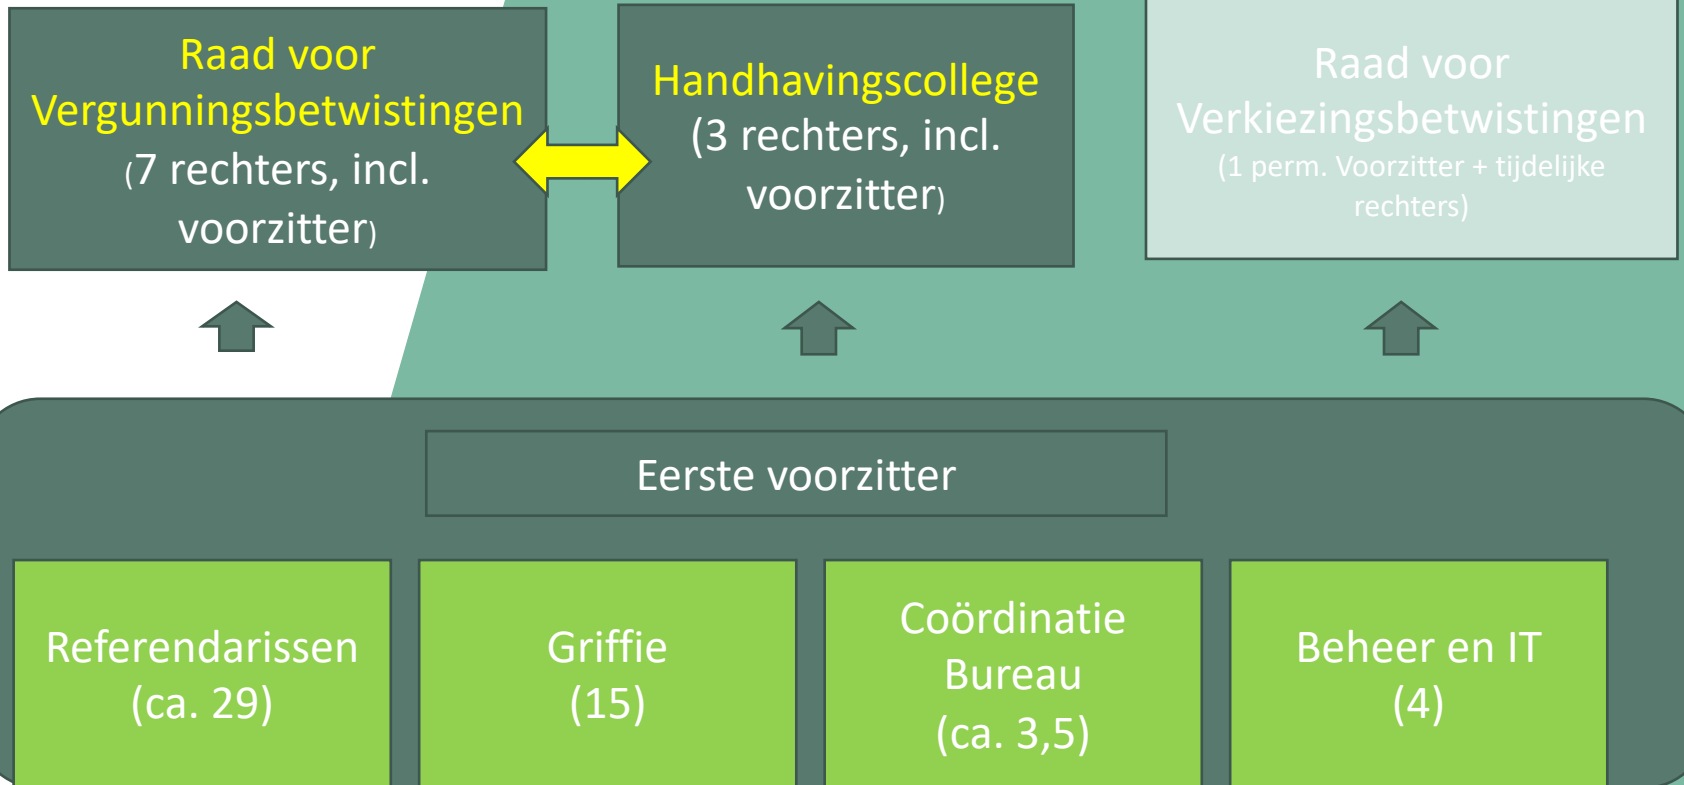 Raad voor
Vergunningsbetwistingen
(7 rechters, incl.
voorzitter)
Handhavingscollege
(3 rechters, incl.
voorzitter)
Raad voor
Verkiezingsbetwistingen
(1 perm. Voorzitter + tijdelijke
rechters)
Eerste voorzitter
Referendarissen
(ca. 29)
Griffie
(15)
Coördinatie
Bureau
(ca. 3,5)
Beheer en IT
(4)